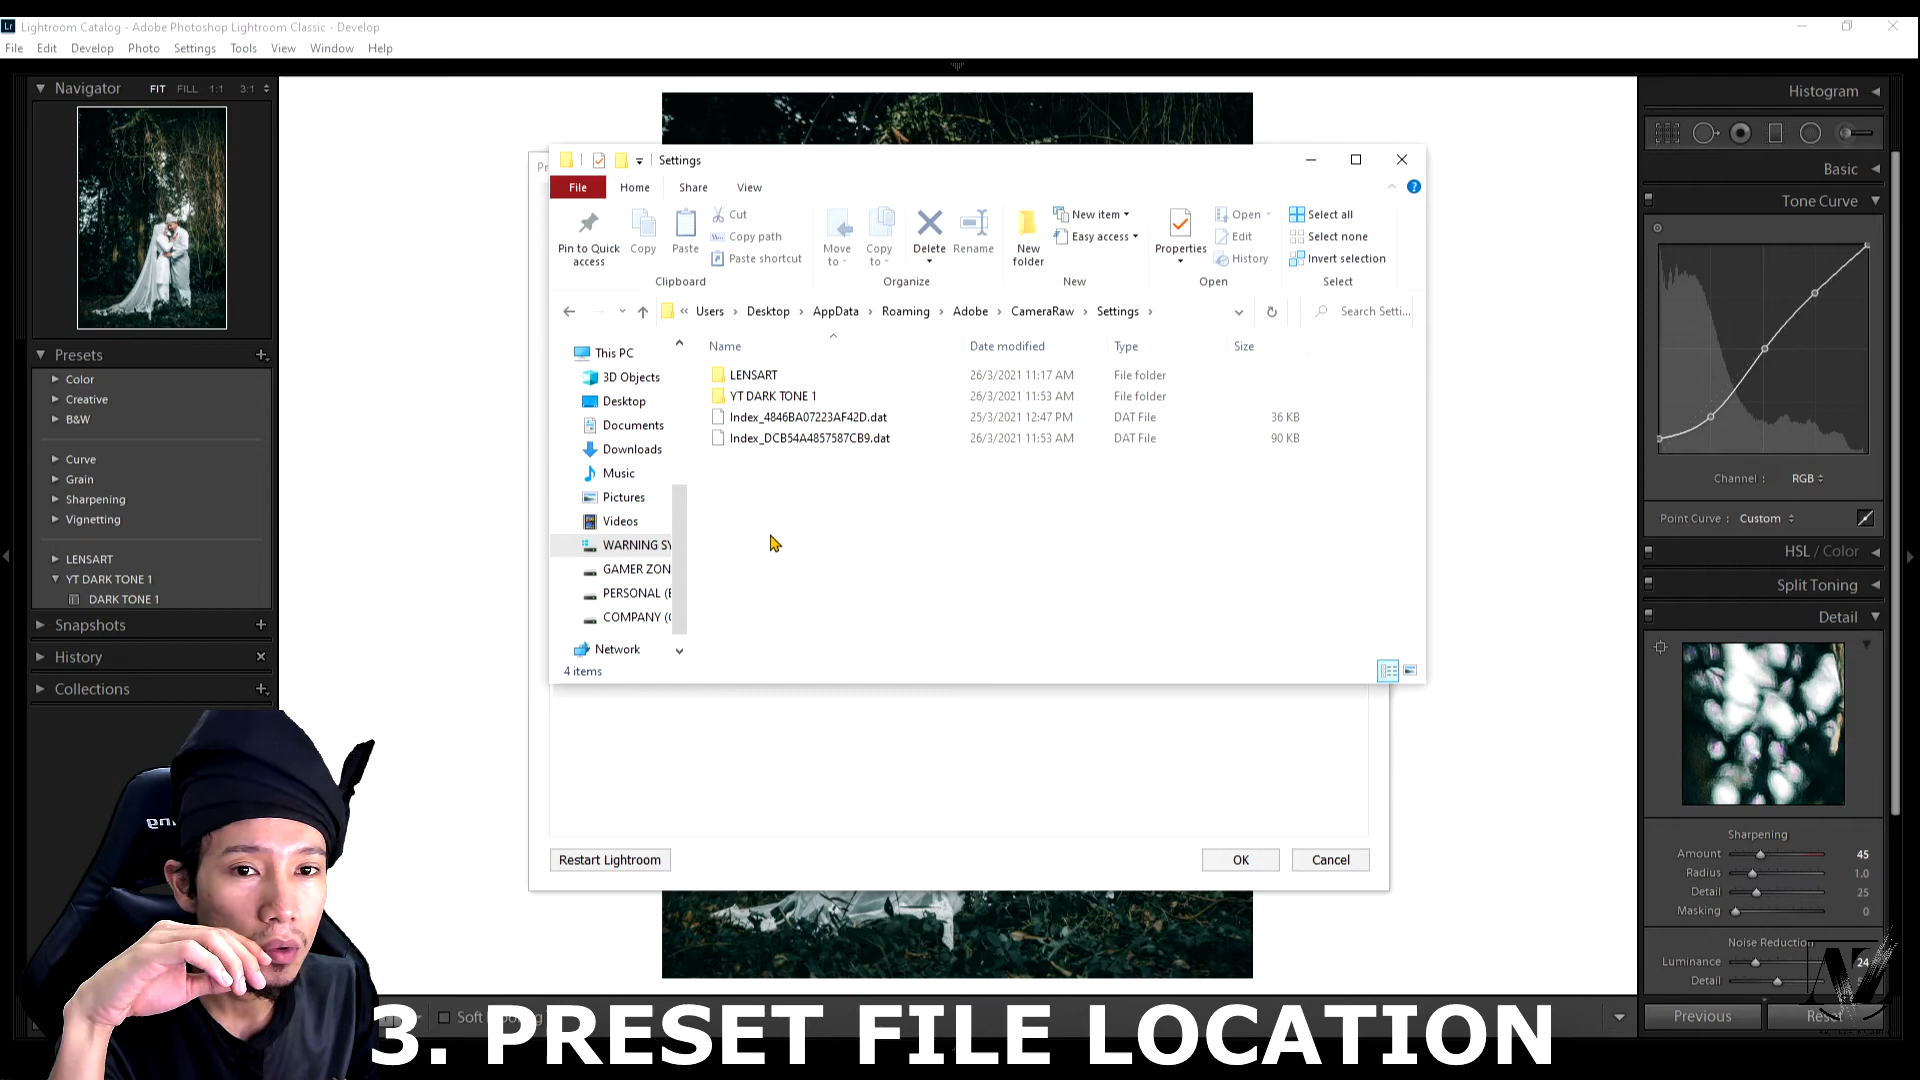 Lightroom Catalog - Adobe Photoshop Lightroom Classic - Develop
File Edit Develop Photo Settings Tools View Window Help
Navigator FIT FILL 1:1 3:1
Presets
Color
Creative
B&W
Curve
Grain
Sharpening
Vignetting
LENSART
YT DARK TONE 1
DARK TONE 1
Snapshots
History
Collections
Settings
File Home Share View
Pin to Quick access
Copy
Paste
Cut
Copy path
Paste shortcut
Clipboard
Move to
Copy to
Delete
Rename
Organize
New folder
New item
Easy access
New
Properties
Open
Edit
History
Open
Select all
Select none
Invert selection
Select
« Users > Desktop > AppData > Roaming > Adobe > CameraRaw > Settings >
Search Setti...
This PC
3D Objects
Desktop
Documents
Downloads
Music
Pictures
Videos
WARNING SY
GAMER ZON
PERSONAL (E
COMPANY (
Network
Name Date modified Type Size
LENSART 26/3/2021 11:17 AM File folder
YT DARK TONE 1 26/3/2021 11:53 AM File folder
Index_4846BA07223AF42D.dat 25/3/2021 12:47 PM DAT File 36 KB
Index_DCB54A4857587CB9.dat 26/3/2021 11:53 AM DAT File 90 KB
4 items
Restart Lightroom
OK
Cancel
Histogram
Basic
Tone Curve
Channel : RGB
Point Curve : Custom
HSL / Color
Split Toning
Detail
Sharpening
Amount 45
Radius 1.0
Detail 25
Masking 0
Noise Reduction
Luminance 24
Detail
Previous
Soft
3. PRESET FILE LOCATION